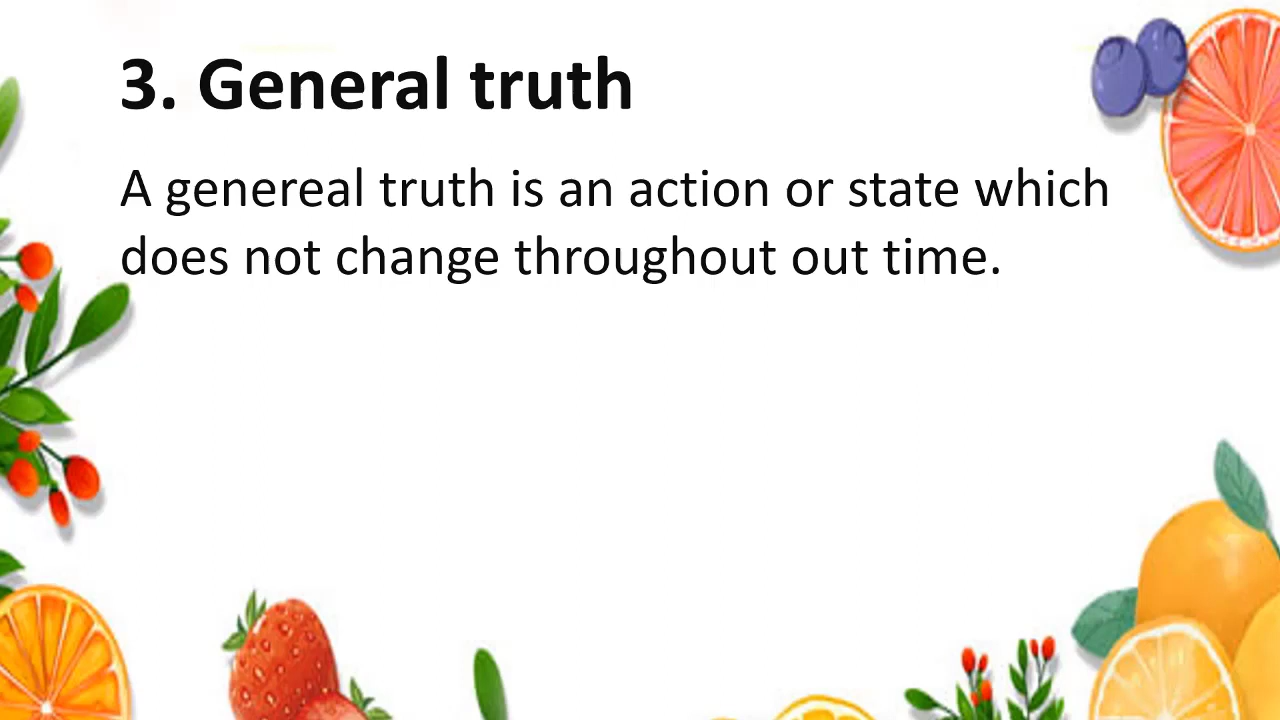 3. General truth
A genereal truth is an action or state which
does not change throughout out time.